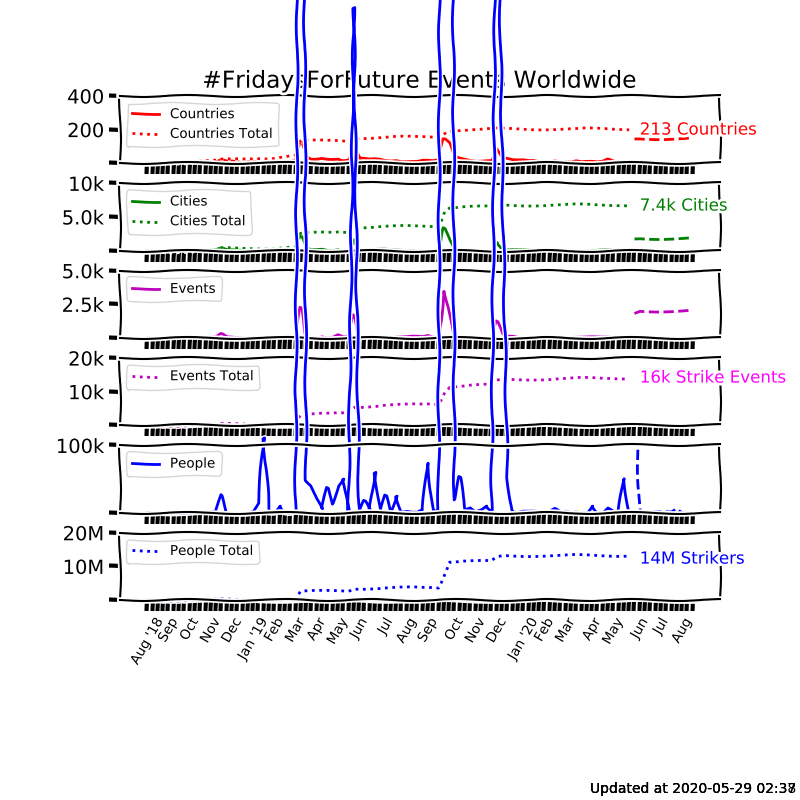 #FridaysForFuture Events Worldwide
400
200
Countries
Countries Total
213 Countries
10k
5.0k
Cities
Cities Total
7.4k Cities
5.0k
2.5k
Events
20k
10k
Events Total
16k Strike Events
100k
People
20M
10M
People Total
14M Strikers
Aug '18 Sep Oct Nov Dec Jan '19 Feb Mar Apr May Jun Jul Aug Sep Oct Nov Dec Jan '20 Feb Mar Apr May Jun Jul Aug
Updated at 2020-05-29 02:3